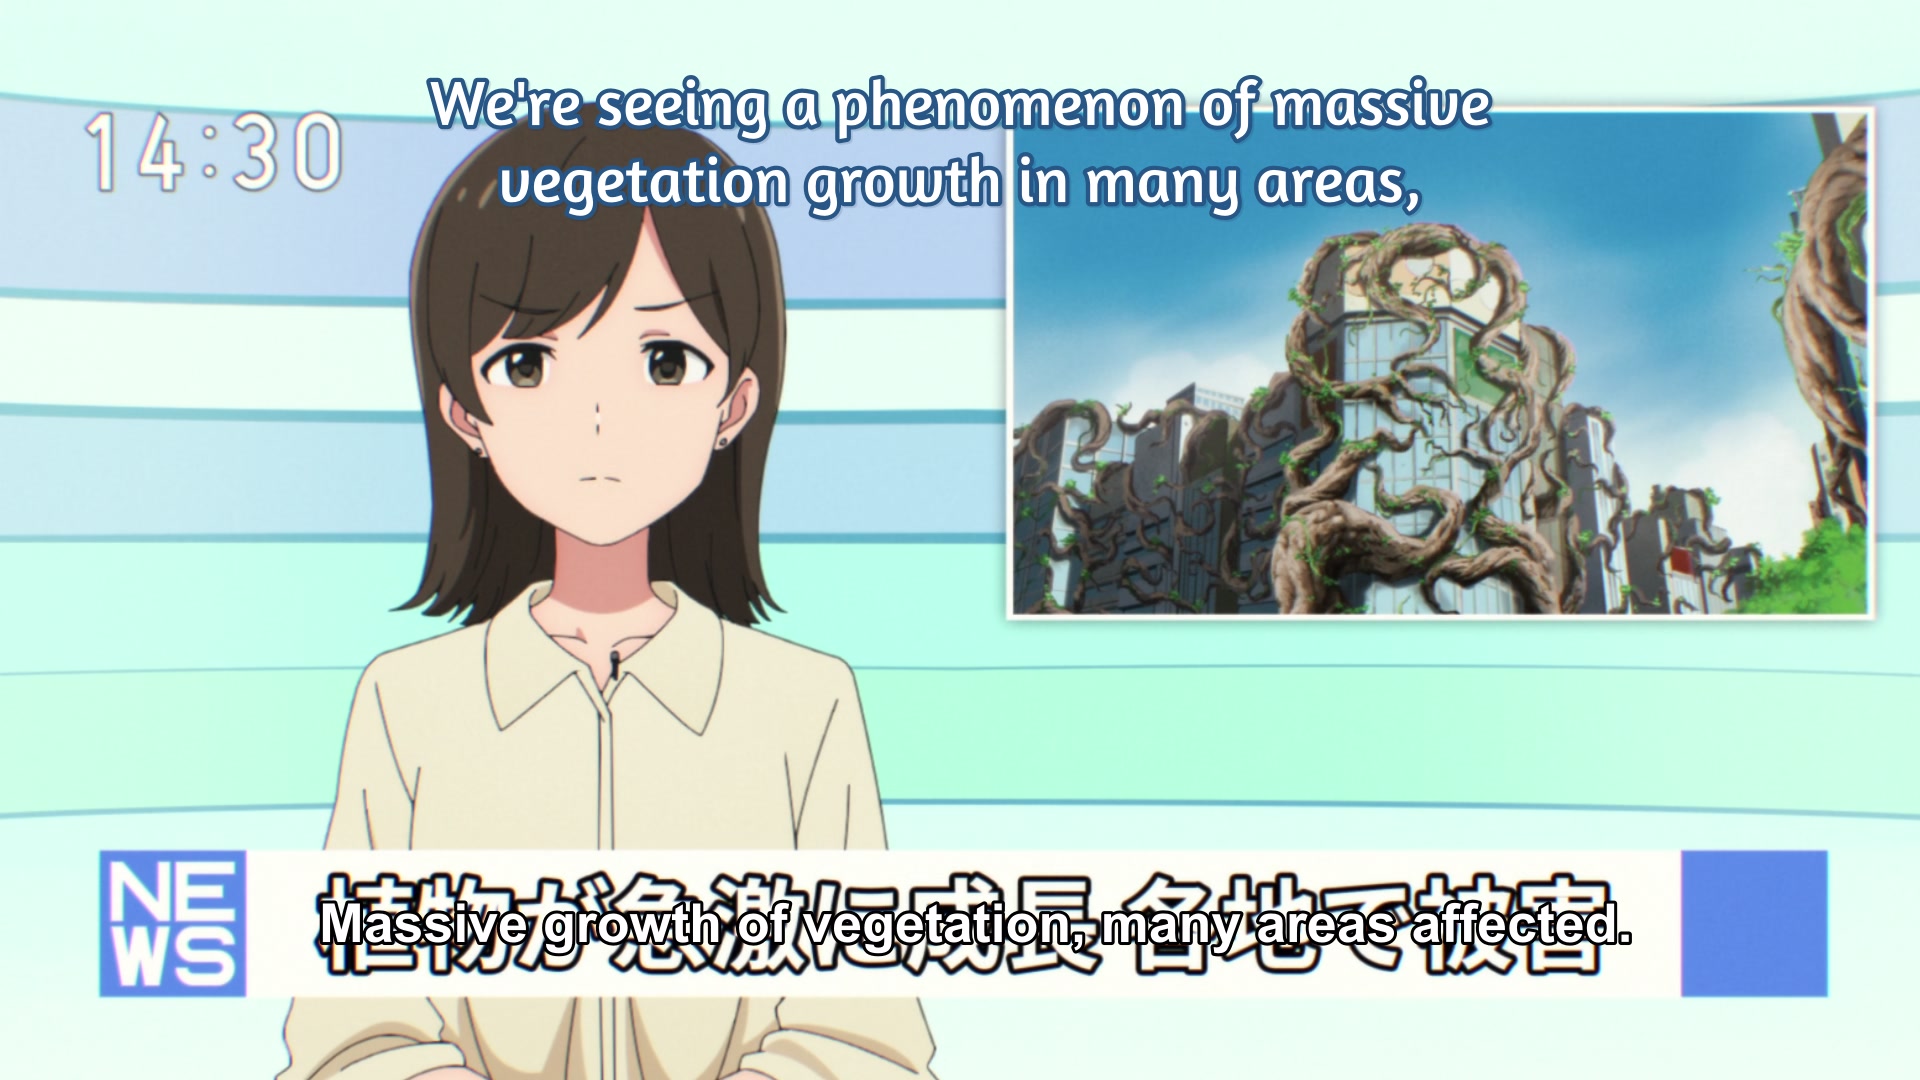 We're seeing a phenomenon of massive
vegetation growth in many areas,
14:30
NE
WS
植物が急激に成長 各地で被害
Massive growth of vegetation, many areas affected.